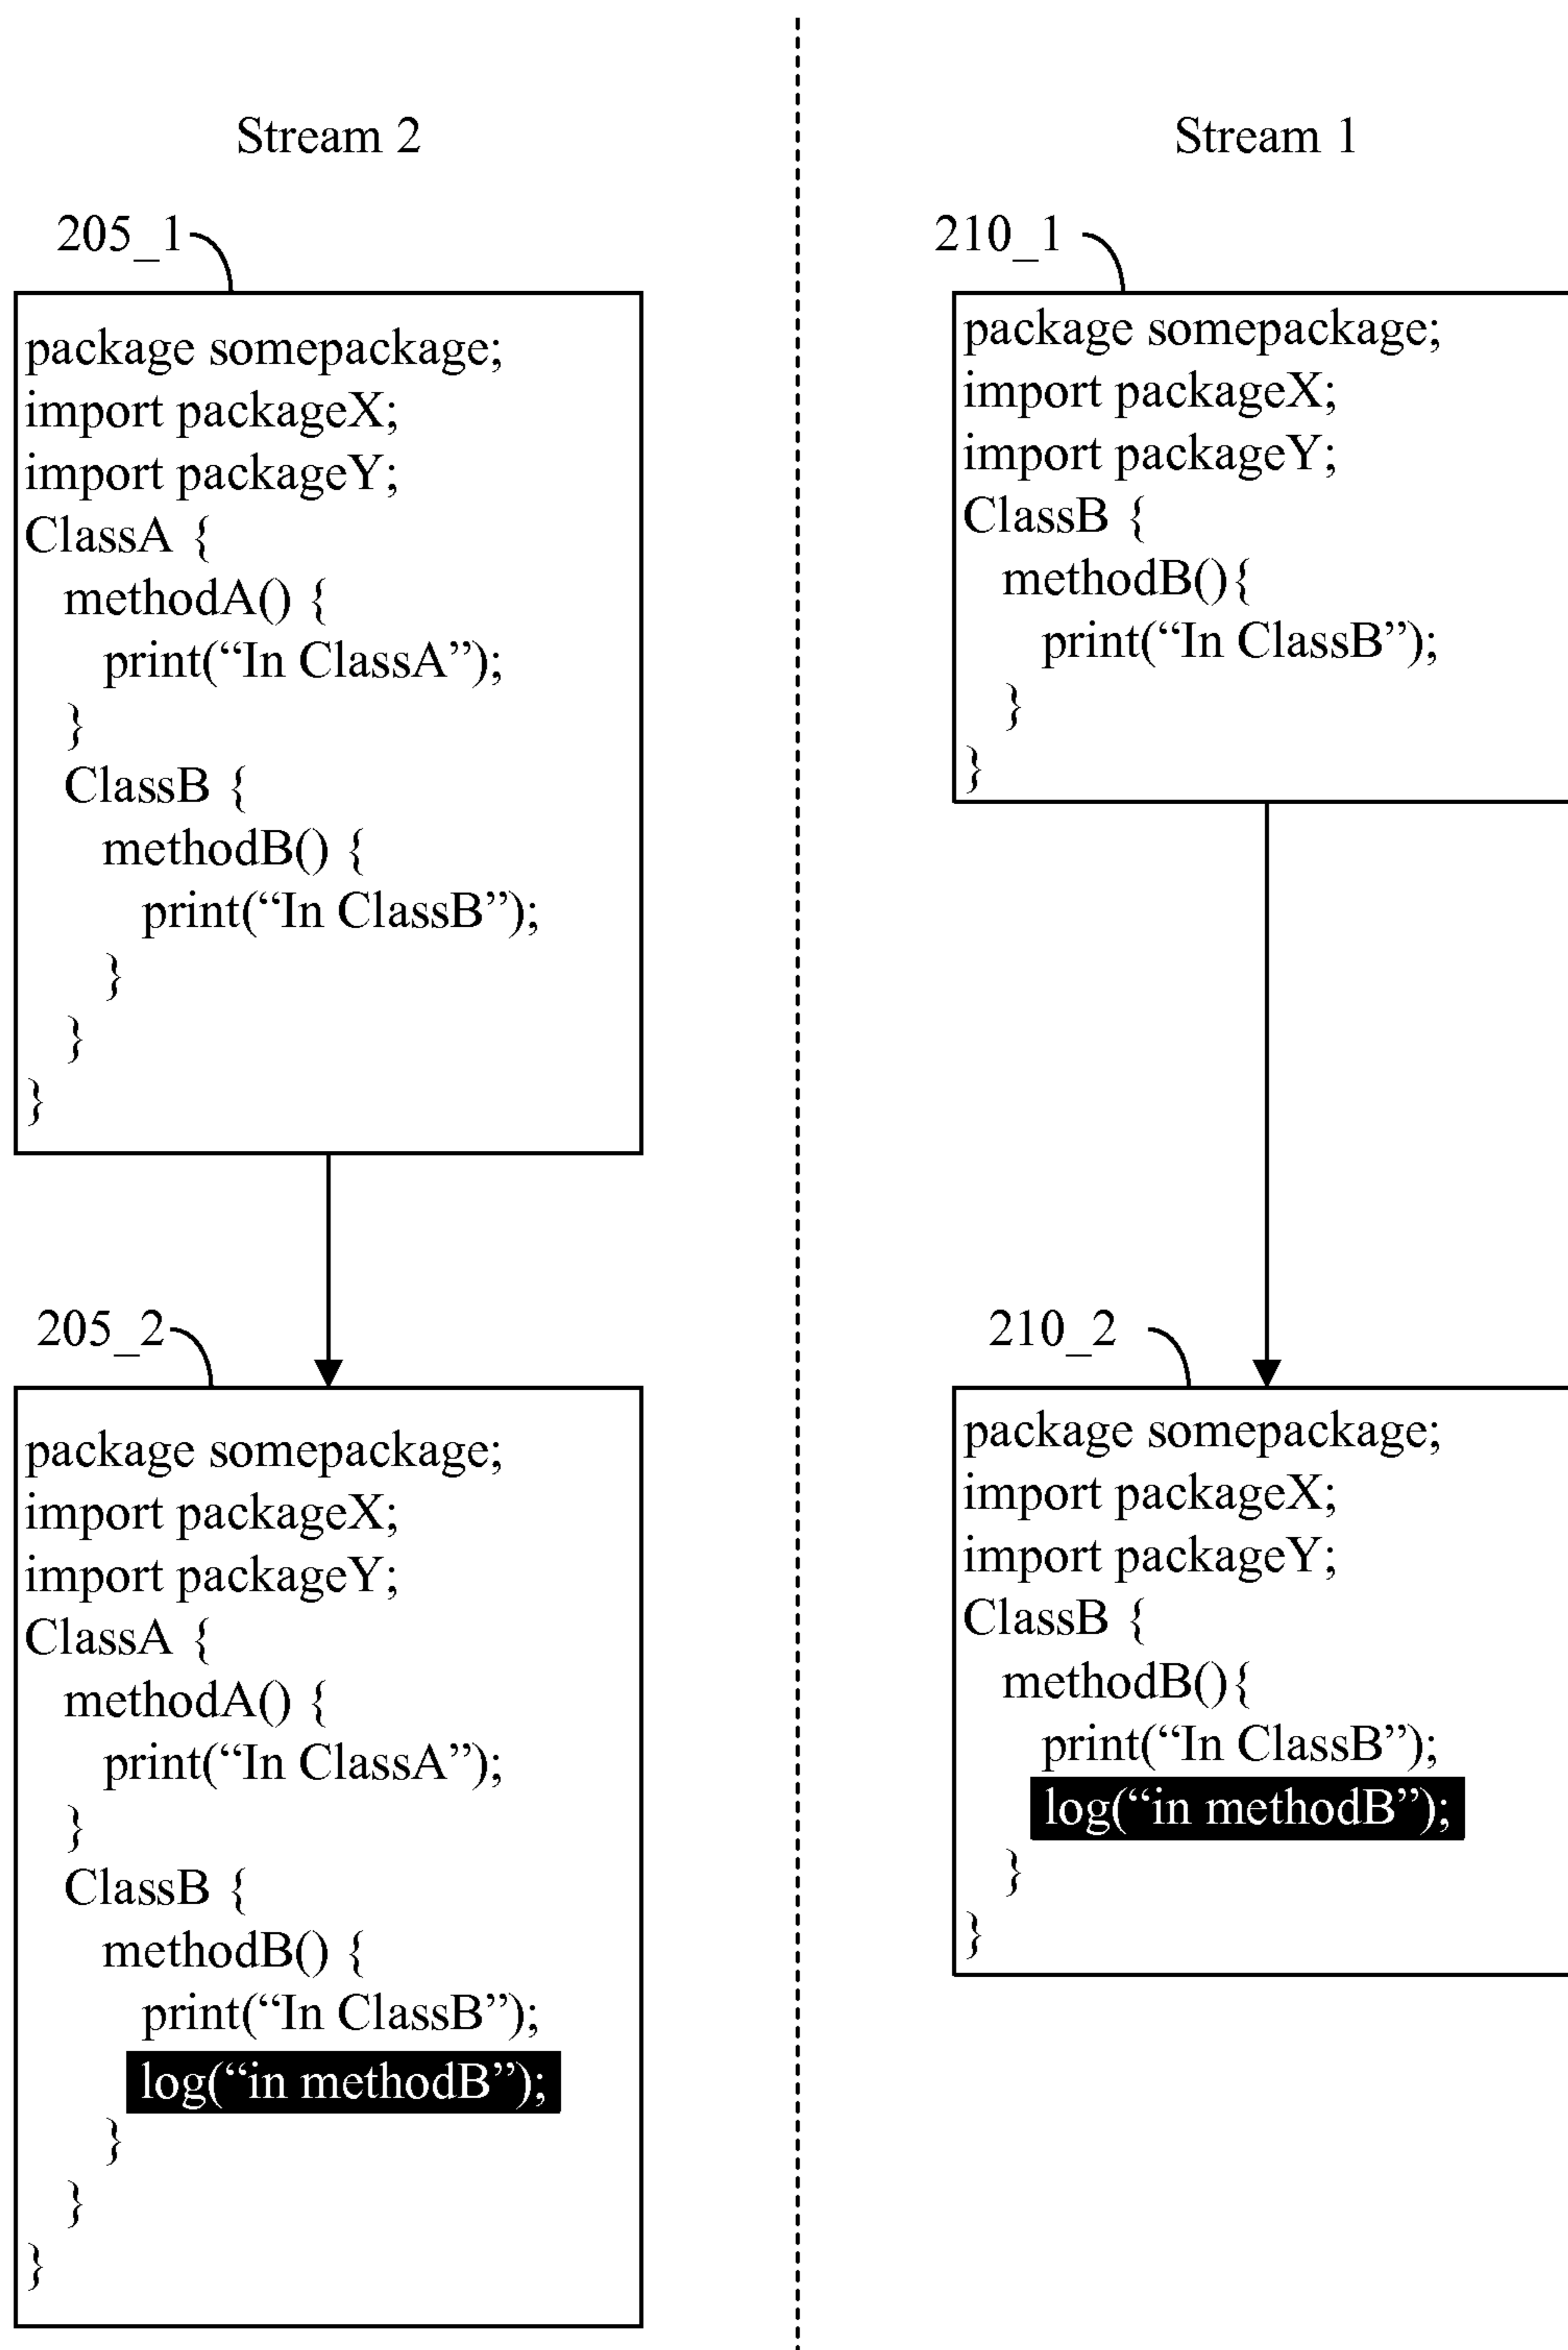 Stream 2
205_1
package somepackage;
import packageX;
import packageY;
ClassA {
methodA() {
print(“In ClassA”);
}
ClassB {
methodB() {
print(“In ClassB”);
}
}
}
205_2
package somepackage;
import packageX;
import packageY;
ClassA {
methodA() {
print(“In ClassA”);
}
ClassB {
methodB() {
print(“In ClassB”);
log(“in methodB”);
}
}
}
Stream 1
210_1
package somepackage;
import packageX;
import packageY;
ClassB {
methodB(){
print(“In ClassB”);
}
}
210_2
package somepackage;
import packageX;
import packageY;
ClassB {
methodB(){
print(“In ClassB”);
log(“in methodB”);
}
}